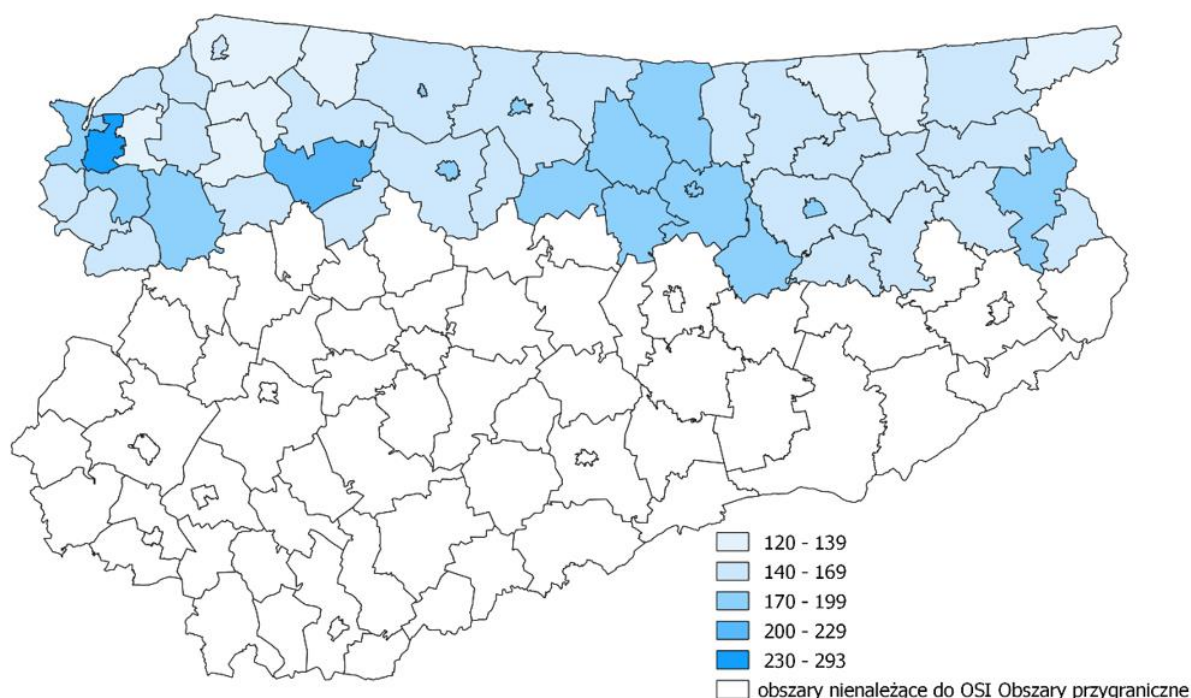 120 - 139
140 - 169
170 - 199
200 - 229
230 - 293
obszary nienależące do OSI Obszary przygraniczne